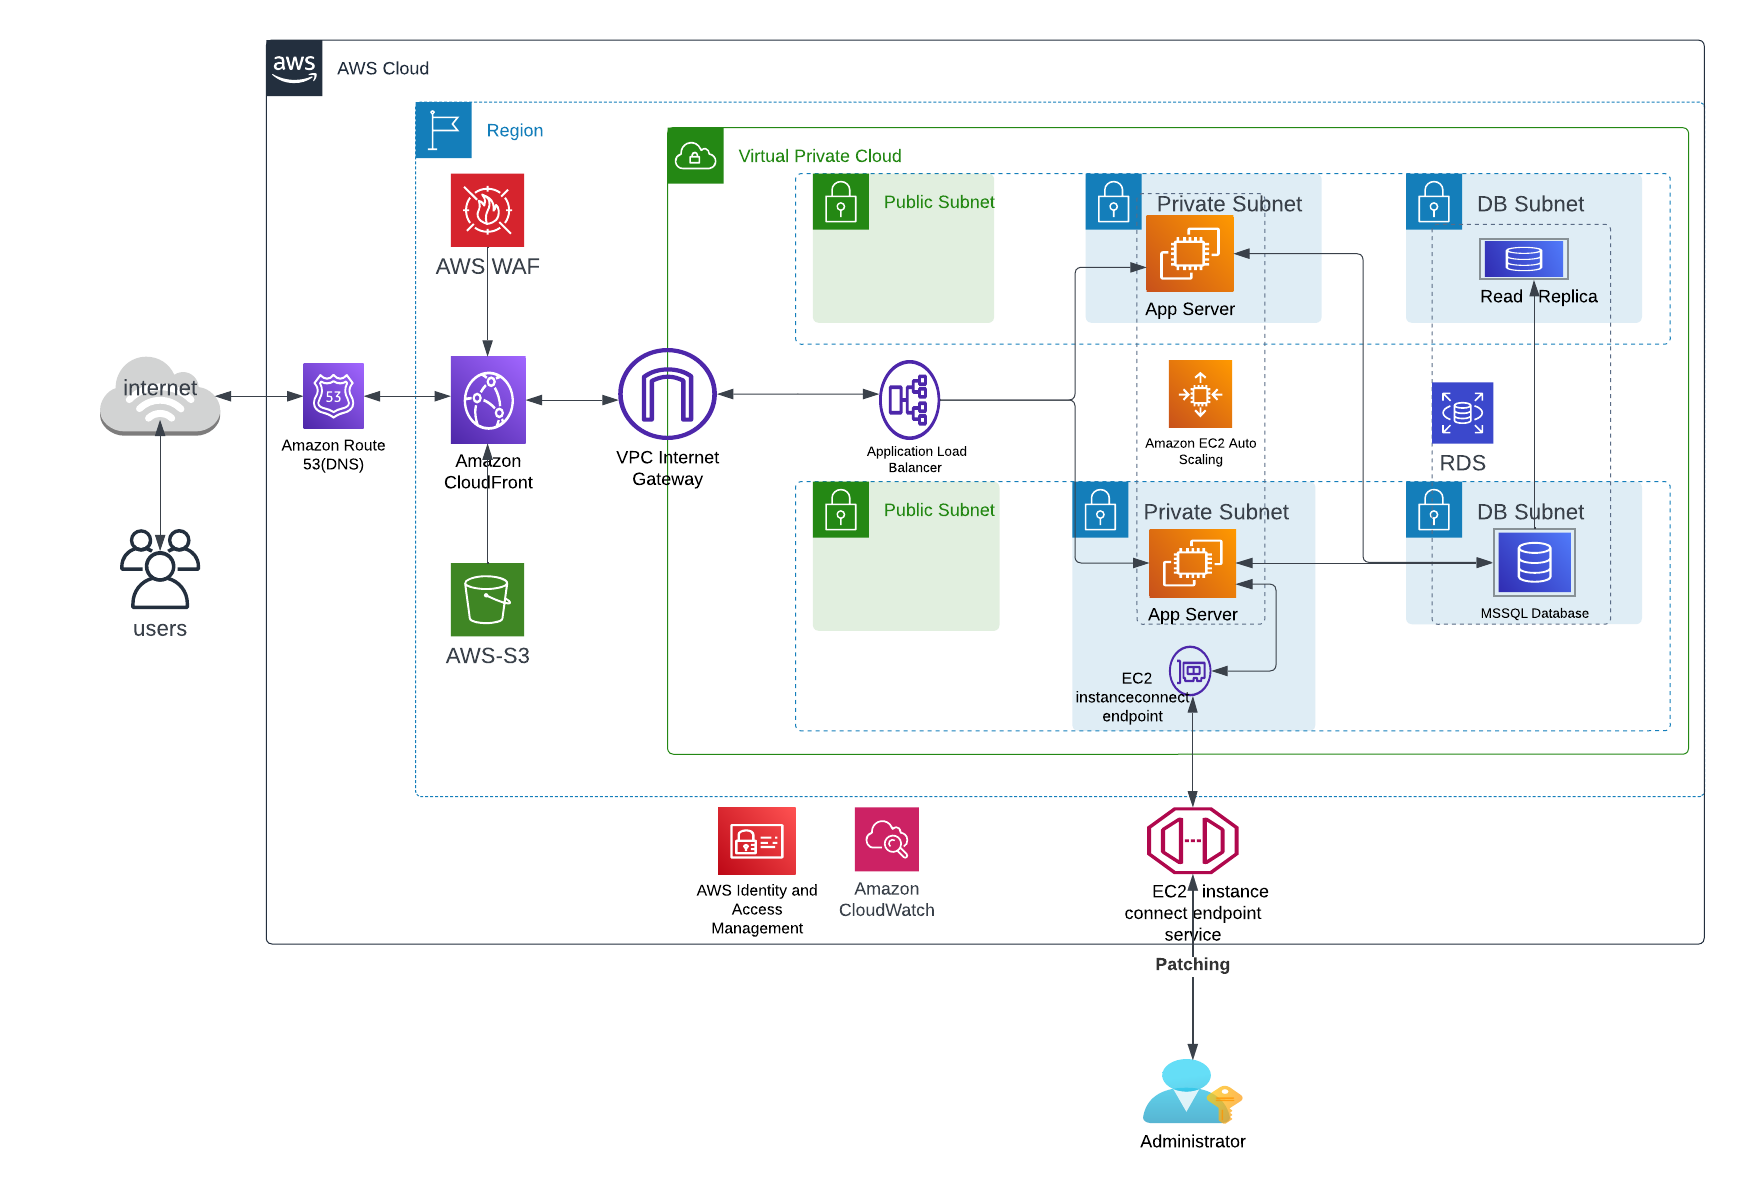 aws
AWS Cloud
Region
Virtual Private Cloud
Public Subnet
Private Subnet
DB Subnet
AWS WAF
App Server
Read Replica
internet
53
Amazon Route
53(DNS)
Amazon
CloudFront
VPC Internet
Gateway
Application Load
Balancer
Amazon EC2 Auto
Scaling
RDS
Public Subnet
Private Subnet
DB Subnet
users
AWS-S3
App Server
MSSQL Database
EC2
instanceconnect
endpoint
AWS Identity and
Access
Management
Amazon
CloudWatch
EC2 instance
connect endpoint
service
Patching
Administrator